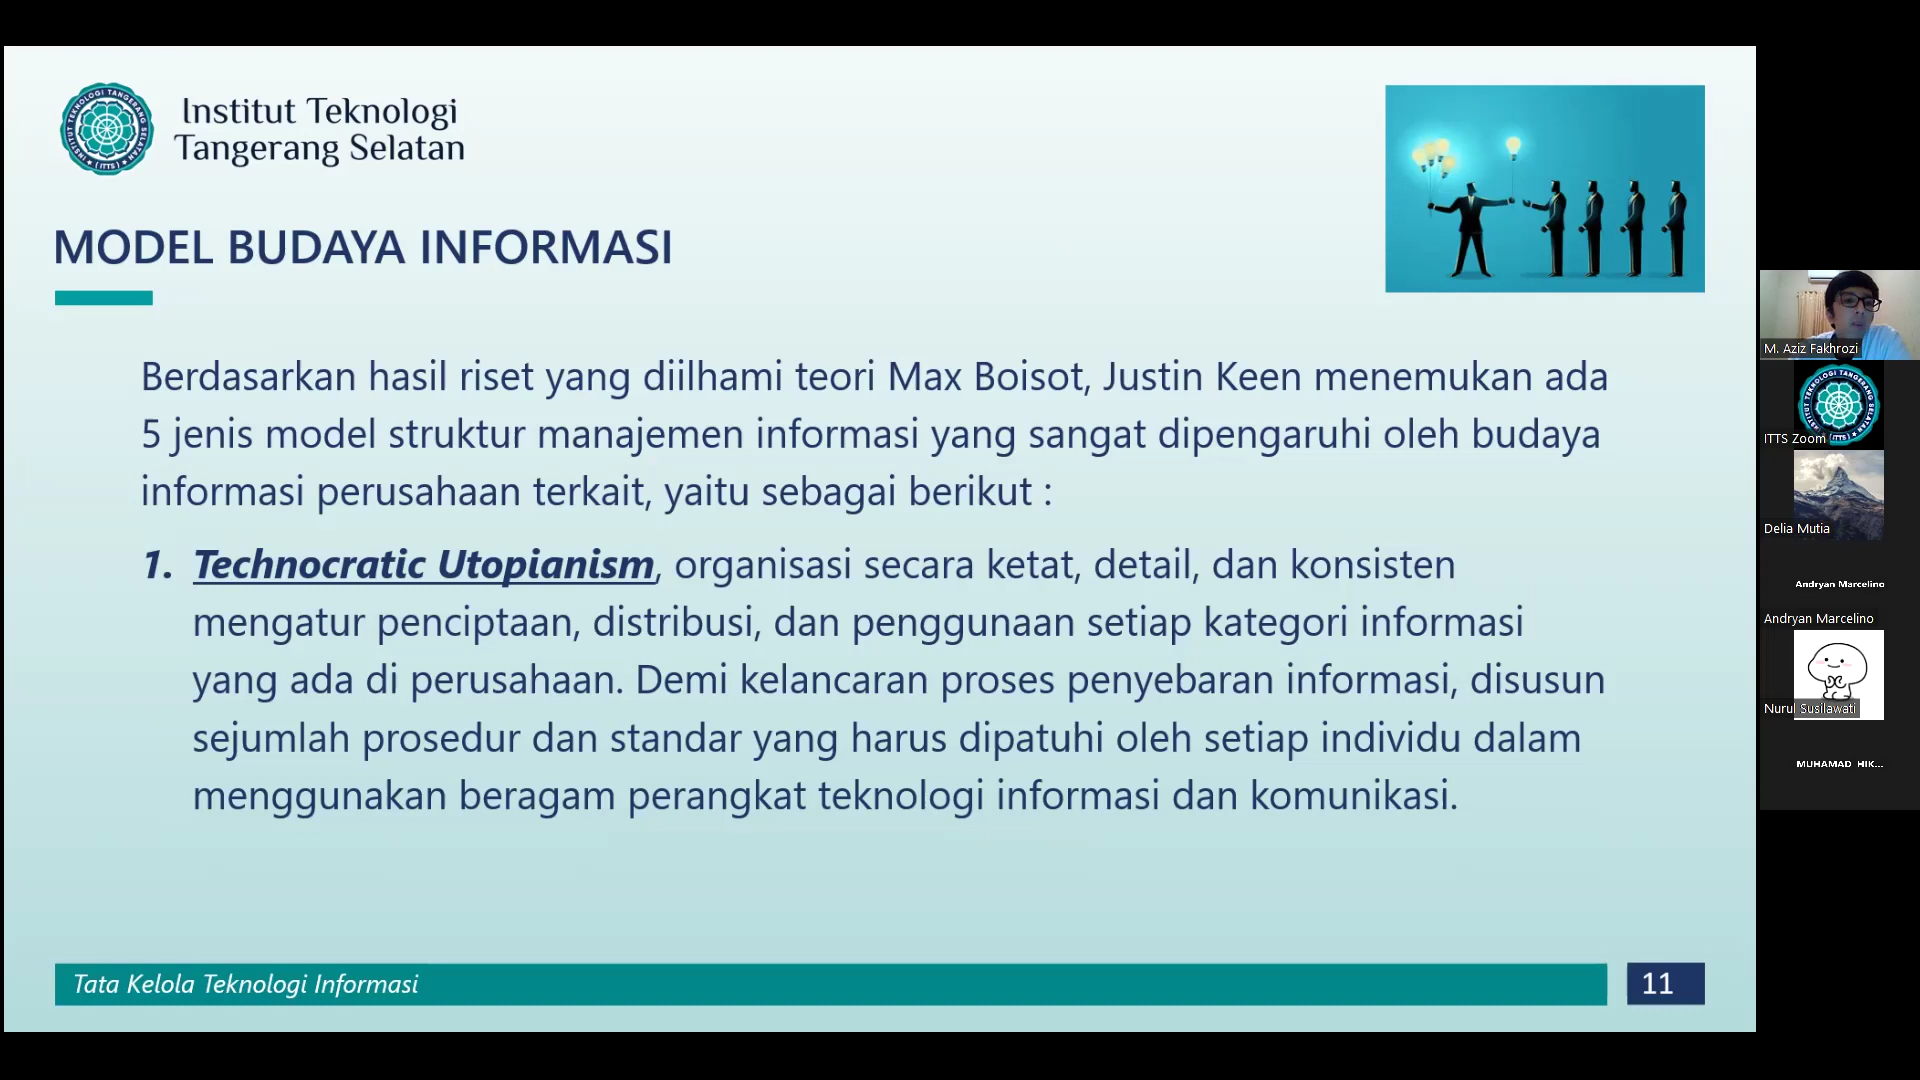 Institut Teknologi
Tangerang Selatan
MODEL BUDAYA INFORMASI
Berdasarkan hasil riset yang diilhami teori Max Boisot, Justin Keen menemukan ada
5 jenis model struktur manajemen informasi yang sangat dipengaruhi oleh budaya
informasi perusahaan terkait, yaitu sebagai berikut :
1. Technocratic Utopianism, organisasi secara ketat, detail, dan konsisten
mengatur penciptaan, distribusi, dan penggunaan setiap kategori informasi
yang ada di perusahaan. Demi kelancaran proses penyebaran informasi, disusun
sejumlah prosedur dan standar yang harus dipatuhi oleh setiap individu dalam
menggunakan beragam perangkat teknologi informasi dan komunikasi.
Tata Kelola Teknologi Informasi
11
M. Aziz Fakhrozi
ITTS Zoom
Delia Mutia
Andryan Marcelino
Andryan Marcelino
Nurul Susilawati
MUHAMAD HIK...